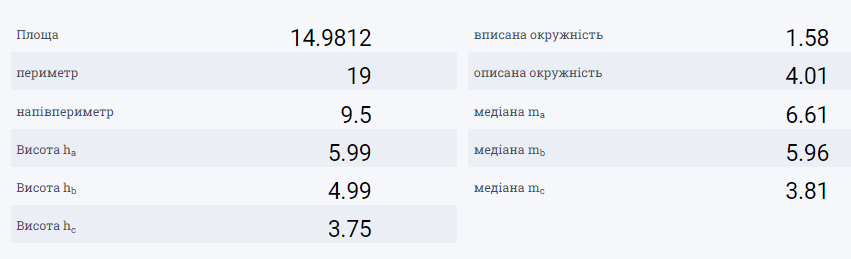 Площа 14.9812
периметр 19
напівпериметр 9.5
Висота hₐ 5.99
Висота h_b 4.99
Висота h_c 3.75
вписана окружність 1.58
описана окружність 4.01
медіана mₐ 6.61
медіана m_b 5.96
медіана m_c 3.81